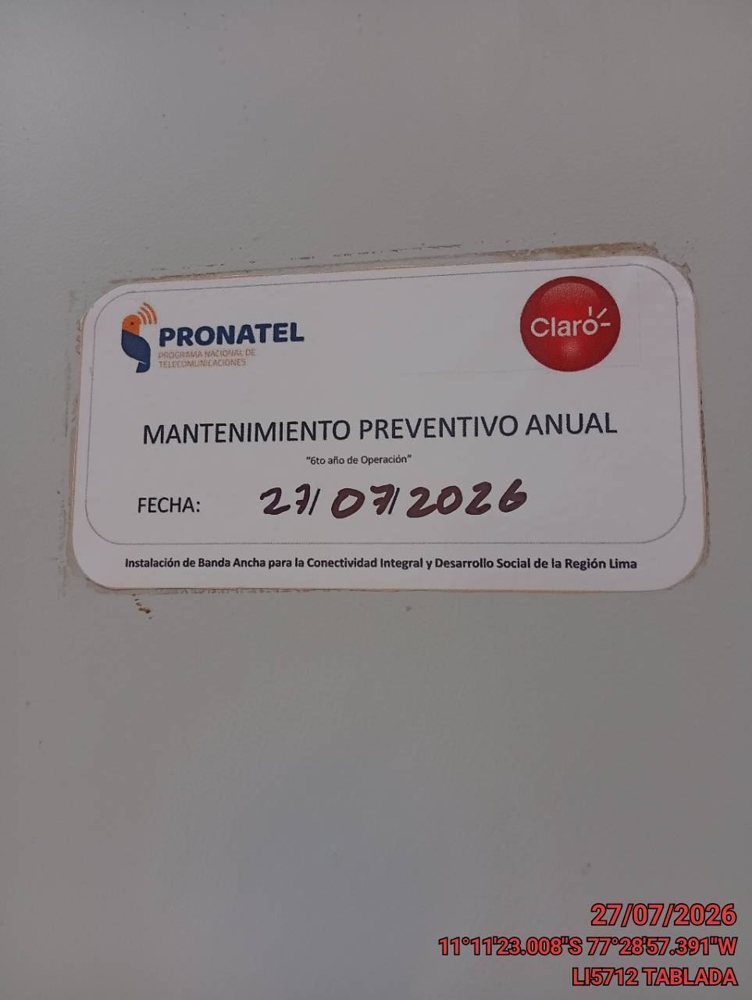 PRONATEL
PROGRAMA NACIONAL DE
TELECOMUNICACIONES
Claro
MANTENIMIENTO PREVENTIVO ANUAL
"6to año de Operación"
FECHA: 27/07/2026
Instalación de Banda Ancha para la Conectividad Integral y Desarrollo Social de la Región Lima
27/07/2026
11°11'23.008"S 77°28'57.391"W
LI5712 TABLADA